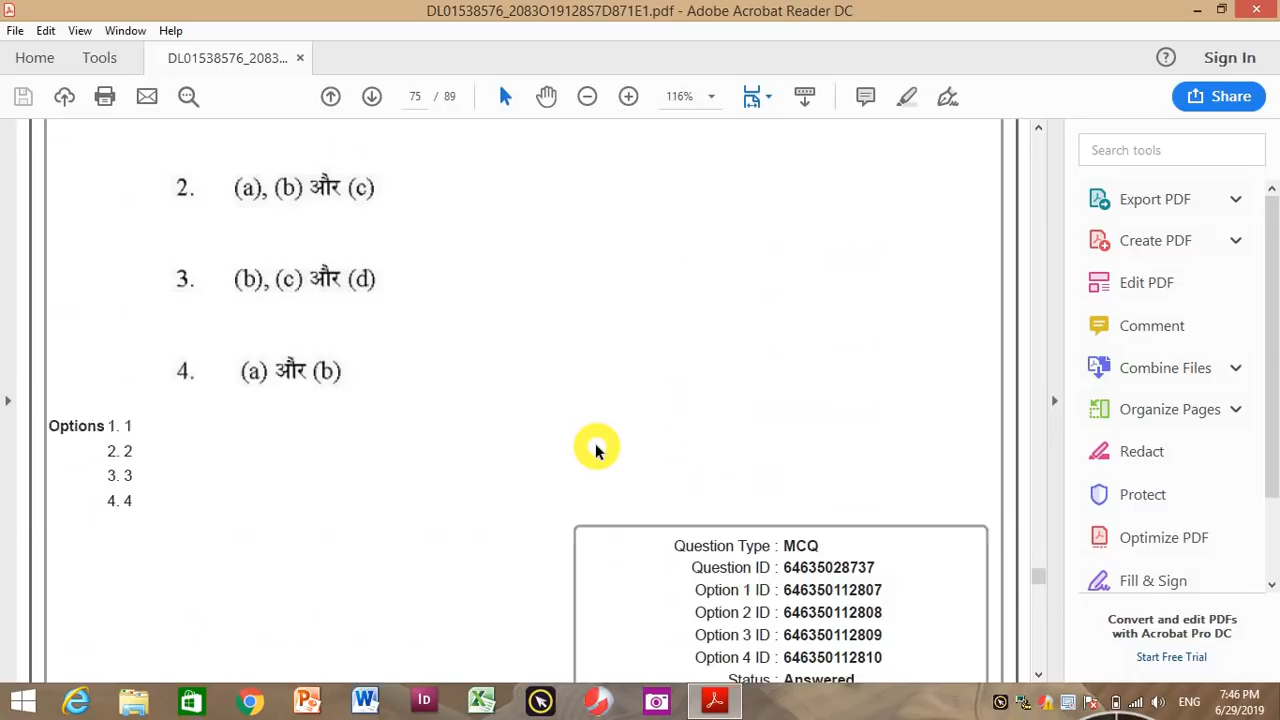 DL01538576_2083O19128S7D871E1.pdf - Adobe Acrobat Reader DC
File Edit View Window Help
Home Tools DL01538576_2083... × Sign In
75 / 89 116% Share
2. (a), (b) और (c)
3. (b), (c) और (d)
4. (a) और (b)
Options 1. 1
2. 2
3. 3
4. 4
Question Type : MCQ
Question ID : 64635028737
Option 1 ID : 646350112807
Option 2 ID : 646350112808
Option 3 ID : 646350112809
Option 4 ID : 646350112810
Status : Answered
Search tools
Export PDF
Create PDF
Edit PDF
Comment
Combine Files
Organize Pages
Redact
Protect
Optimize PDF
Fill & Sign
Convert and edit PDFs
with Acrobat Pro DC
Start Free Trial
ENG
7:46 PM
6/29/2019